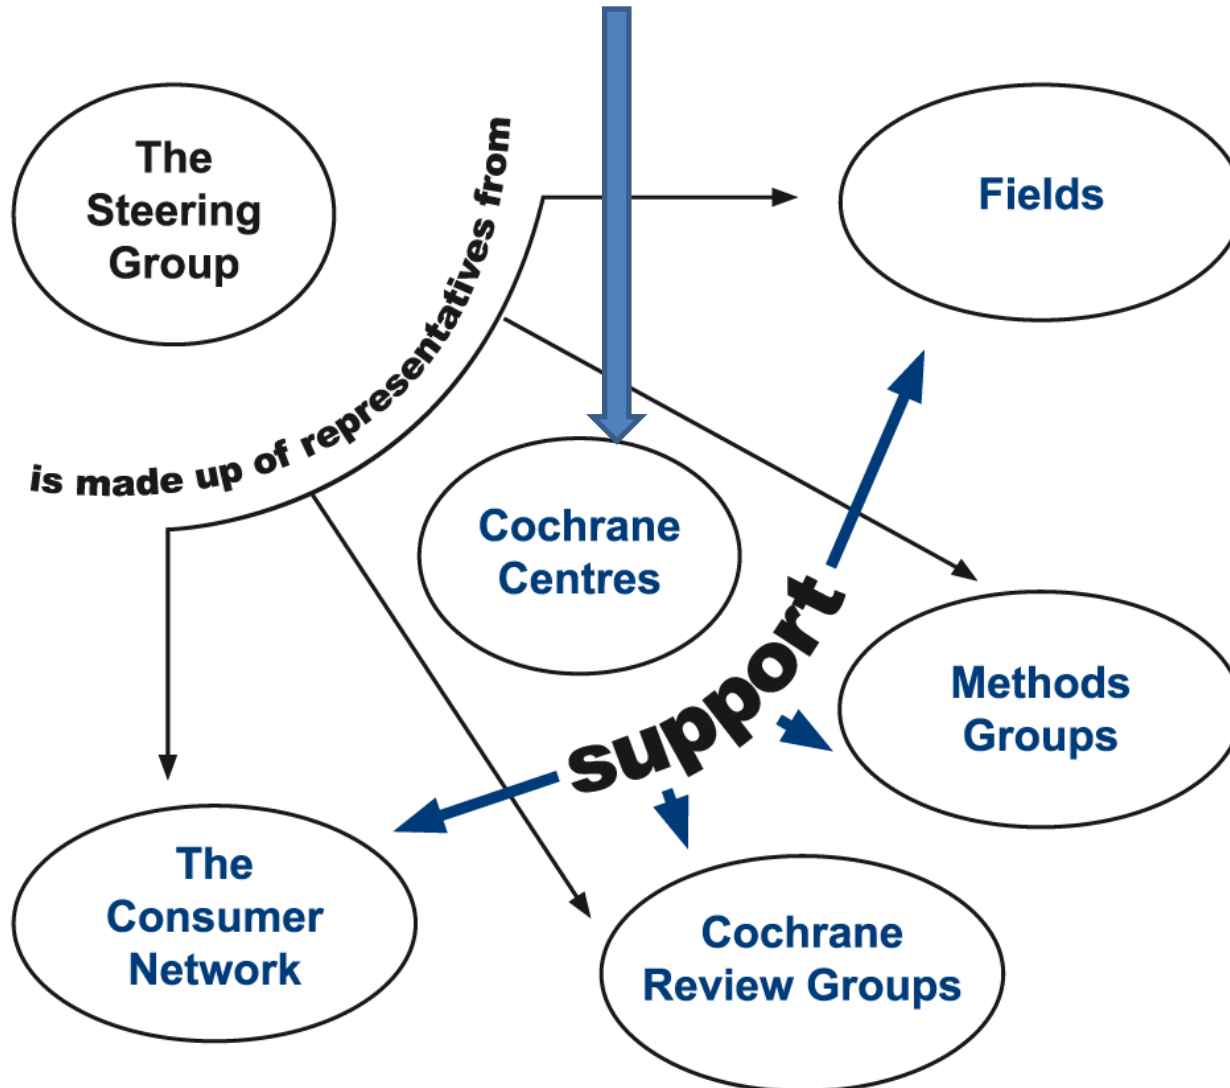 The
Steering
Group
is made up of representatives from
Fields
Cochrane
Centres
support
Methods
Groups
The
Consumer
Network
Cochrane
Review Groups